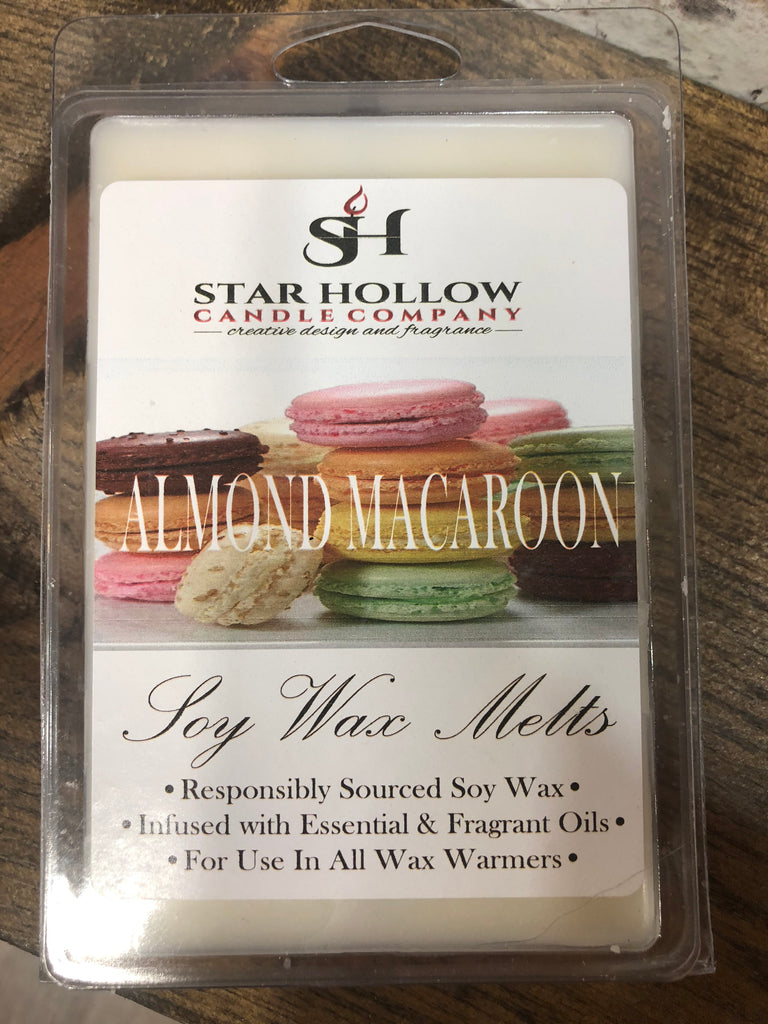 SH
STAR HOLLOW
CANDLE COMPANY
creative design and fragrance
ALMOND MACAROON
Soy Wax Melts
• Responsibly Sourced Soy Wax •
• Infused with Essential & Fragrant Oils •
• For Use In All Wax Warmers •